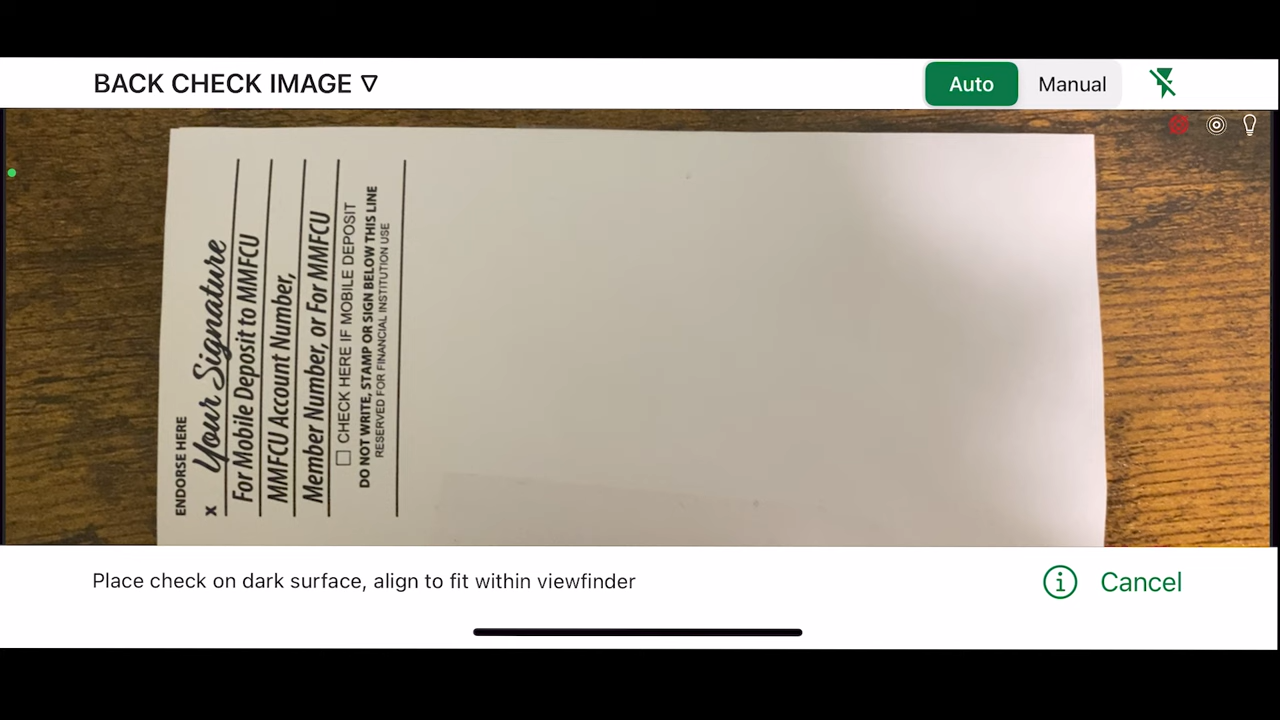 BACK CHECK IMAGE
Auto
Manual
ENDORSE HERE
x Your Signature
For Mobile Deposit to MMFCU
MMFCU Account Number,
Member Number, or For MMFCU
CHECK HERE IF MOBILE DEPOSIT
DO NOT WRITE, STAMP OR SIGN BELOW THIS LINE
RESERVED FOR FINANCIAL INSTITUTION USE
Place check on dark surface, align to fit within viewfinder
Cancel